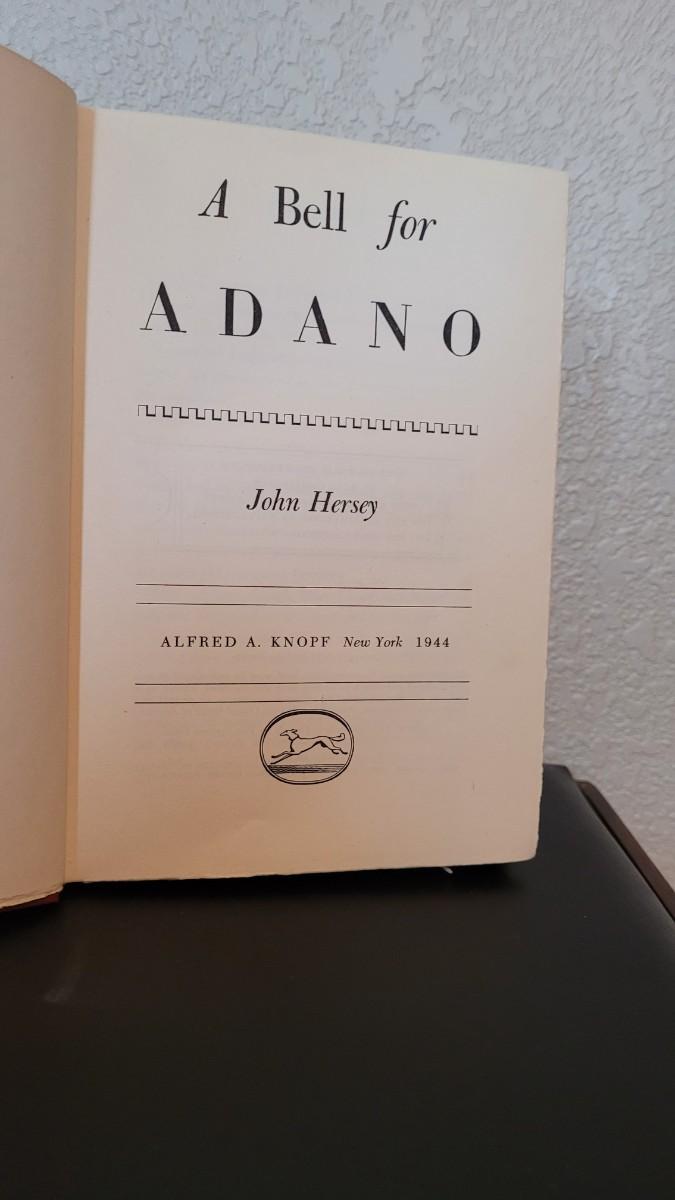 A Bell for
ADANO
John Hersey
ALFRED A. KNOPF New York 1944